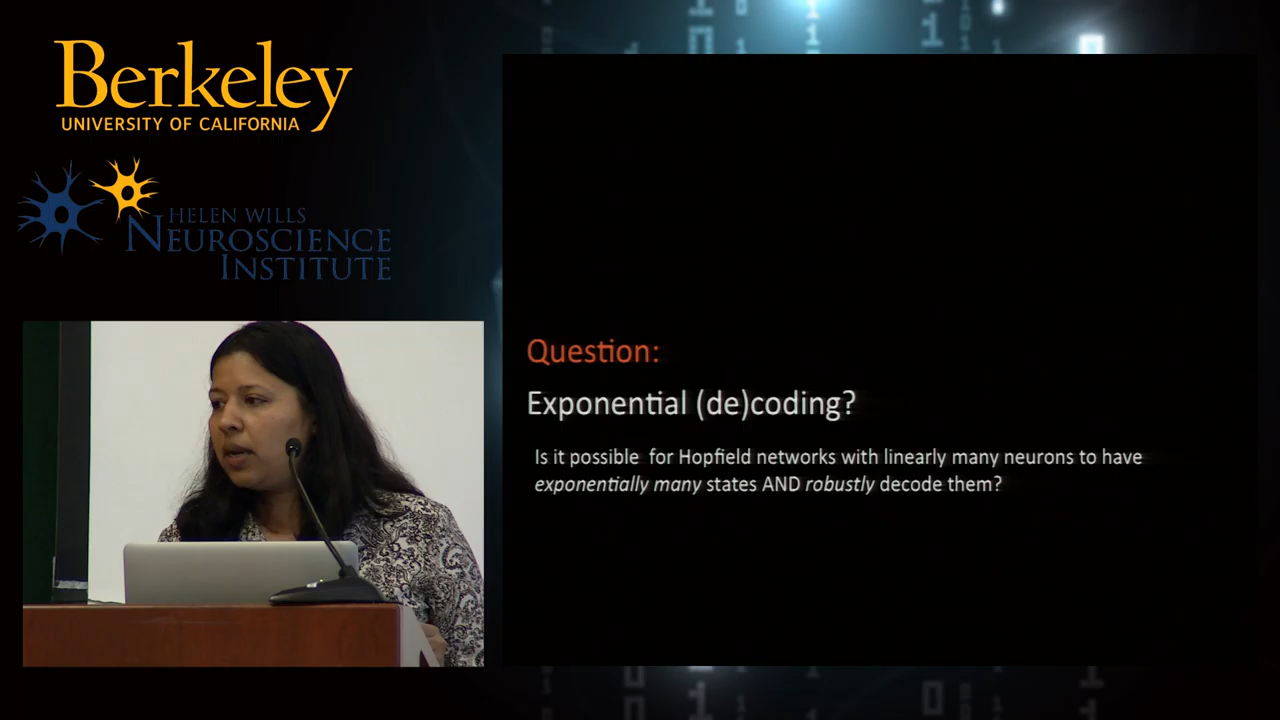 Berkeley
UNIVERSITY OF CALIFORNIA
HELEN WILLS
NEUROSCIENCE
INSTITUTE
Question:
Exponential (de)coding?
Is it possible for Hopfield networks with linearly many neurons to have
exponentially many states AND robustly decode them?